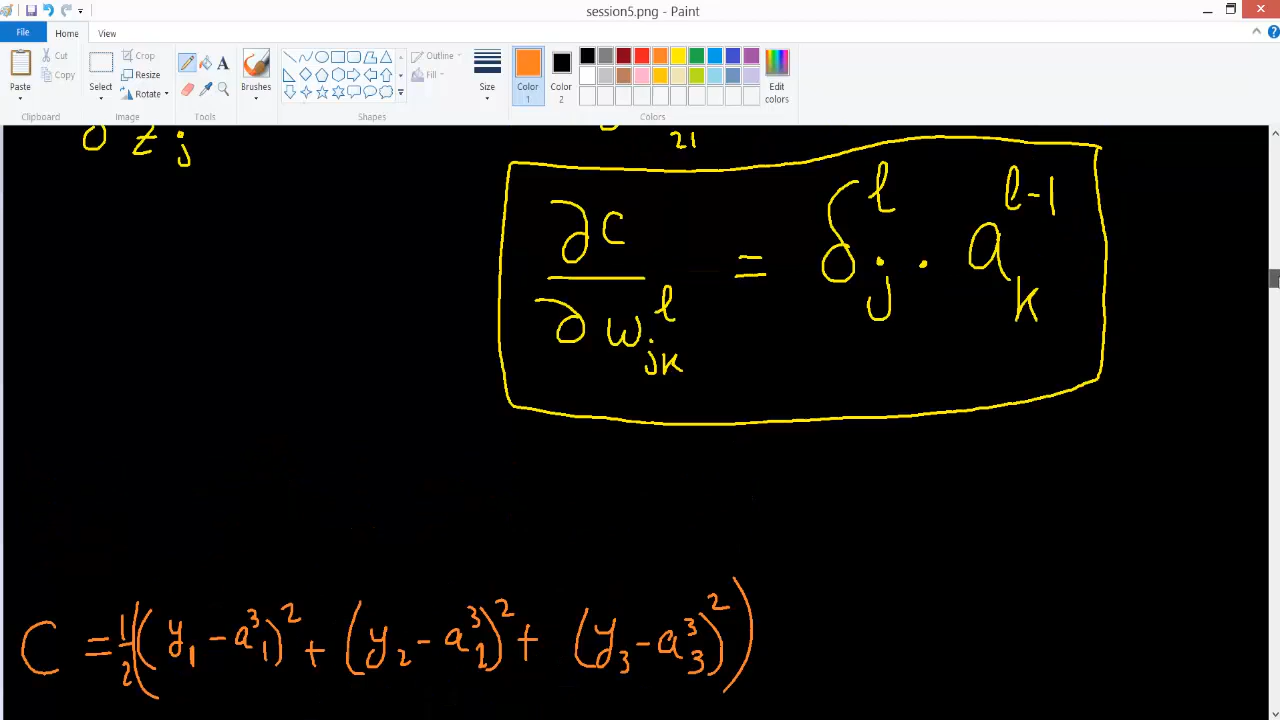 session5.png - Paint
File Home View
Cut Crop Outline
Paste Copy Select Resize Brushes Fill Size Color 1 Color 2 Edit colors
Rotate A
Clipboard Image Tools Shapes Colors
∂ z j
21
∂C / ∂w^l_jk = δ^l_j · a^{l-1}_k
C = 1/2 ((y_1 - a^3_1)^2 + (y_2 - a^3_2)^2 + (y_3 - a^3_3)^2)